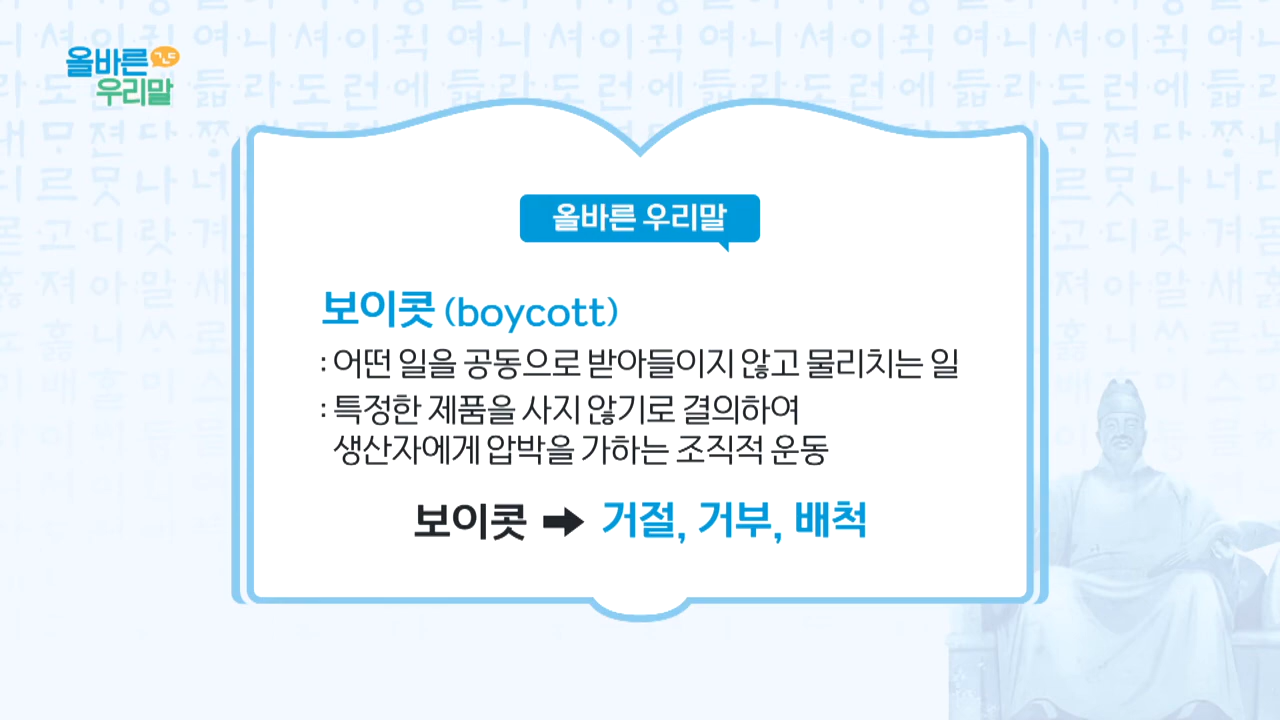 올바른
우리말
올바른 우리말
보이콧 (boycott)
: 어떤 일을 공동으로 받아들이지 않고 물리치는 일
: 특정한 제품을 사지 않기로 결의하여
생산자에게 압박을 가하는 조직적 운동
보이콧 ➡ 거절, 거부, 배척